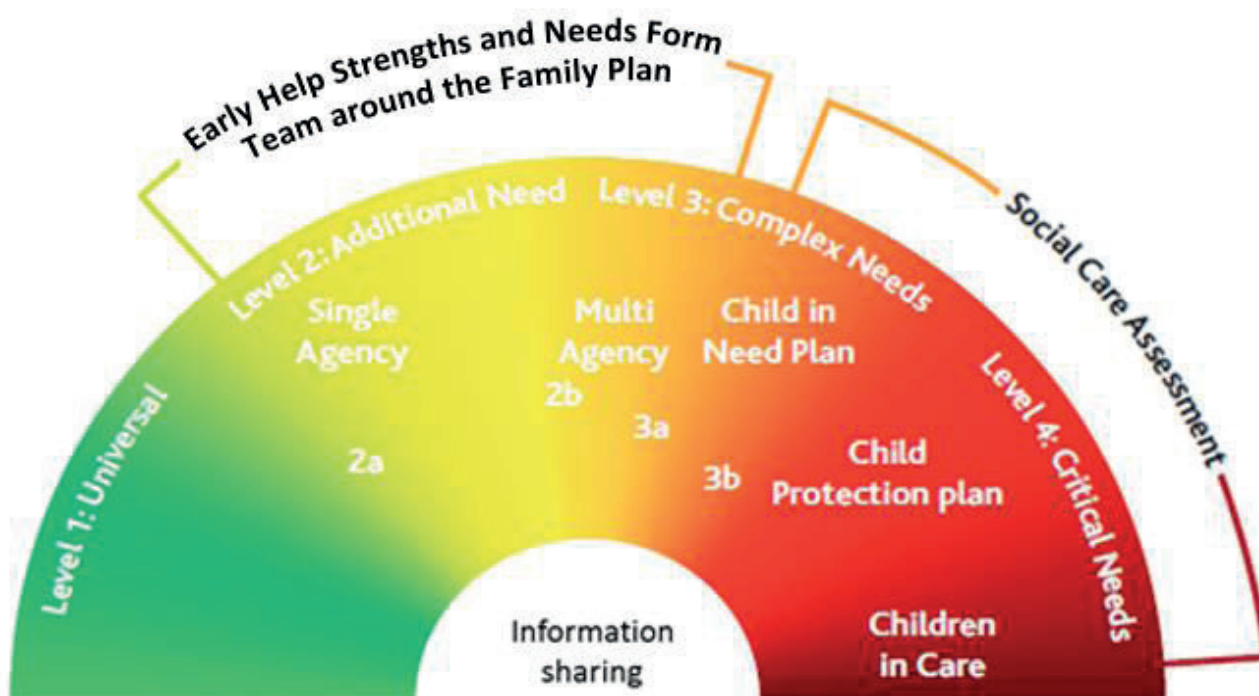 Early Help Strengths and Needs Form
Team around the Family Plan
Social Care Assessment
Level 1: Universal
Level 2: Additional Need
Level 3: Complex Needs
Level 4: Critical Needs
Single
Agency
2a
Multi
Agency
2b
3a
Child in
Need Plan
3b
Child
Protection plan
Children
in Care
Information
sharing